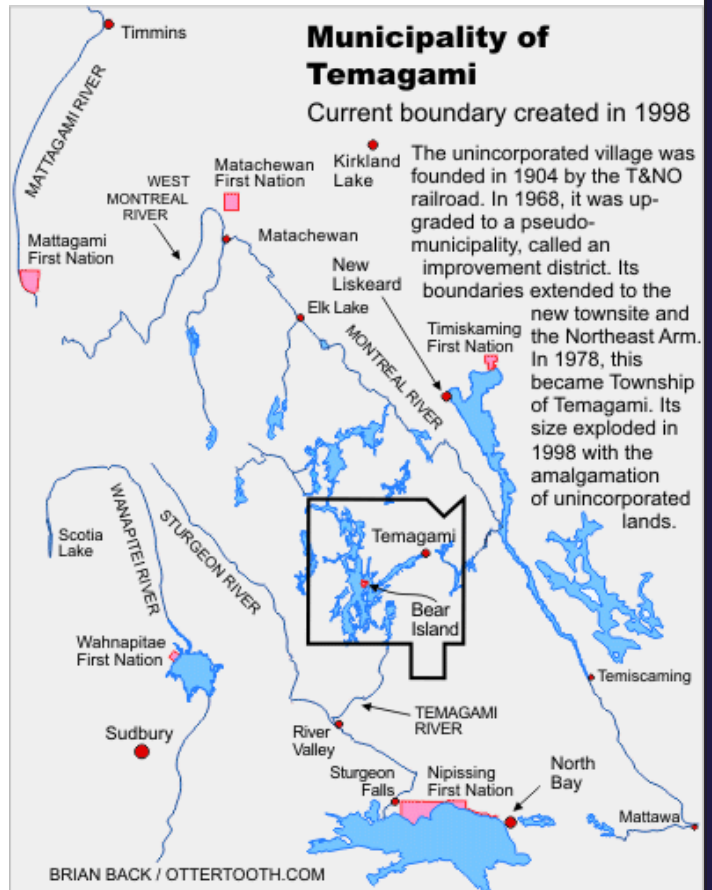 Municipality of
Temagami
Current boundary created in 1998
The unincorporated village was
founded in 1904 by the T&NO
railroad. In 1968, it was up-
graded to a pseudo-
municipality, called an
improvement district. Its
boundaries extended to the
new townsite and
the Northeast Arm.
In 1978, this
became Township
of Temagami. Its
size exploded in
1998 with the
amalgamation
of unincorporated
lands.
Timmins
MATTAGAMI RIVER
Kirkland
Lake
Matachewan
First Nation
WEST
MONTREAL
RIVER
Matachewan
Mattagami
First Nation
New
Liskeard
Elk Lake
MONTREAL RIVER
Timiskaming
First Nation
Scotia
Lake
WANAPITEI RIVER
STURGEON RIVER
Temagami
Bear
Island
Wahnapitae
First Nation
Temiscaming
TEMAGAMI
RIVER
Sudbury
River
Valley
Sturgeon
Falls
Nipissing
First Nation
North
Bay
Mattawa
BRIAN BACK / OTTERTOOTH.COM